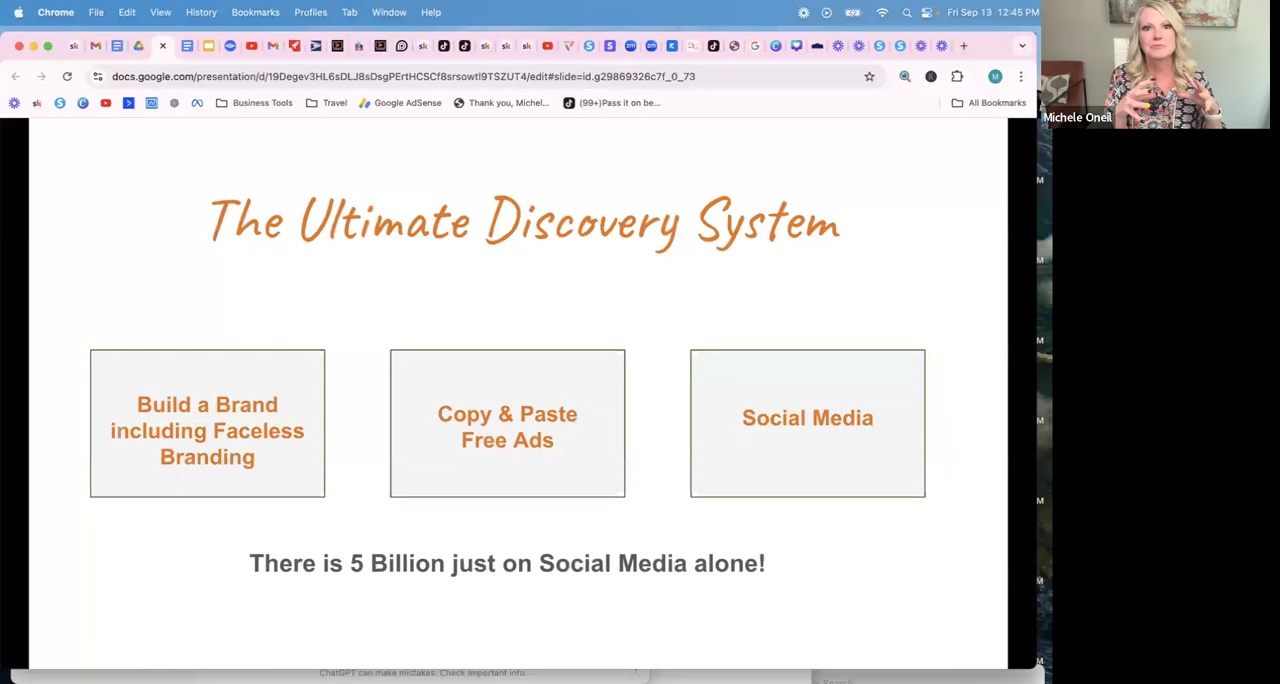 Chrome File Edit View History Bookmarks Profiles Tab Window Help Fri Sep 13 12:45 PM
docs.google.com/presentation/d/19Degev3HL6sDLJ8sDsgPErtHCSCf8srsowtl9TSZUT4/edit#slide=id.g29869326c7f_0_73
Business Tools Travel Google AdSense Thank you, Michel... (99+)Pass it on be... All Bookmarks
Michele Oneil
The Ultimate Discovery System
Build a Brand
including Faceless
Branding
Copy & Paste
Free Ads
Social Media
There is 5 Billion just on Social Media alone!
ChatGPT can make mistakes. Check important info.
Search
M
M
M
M
M
M
M